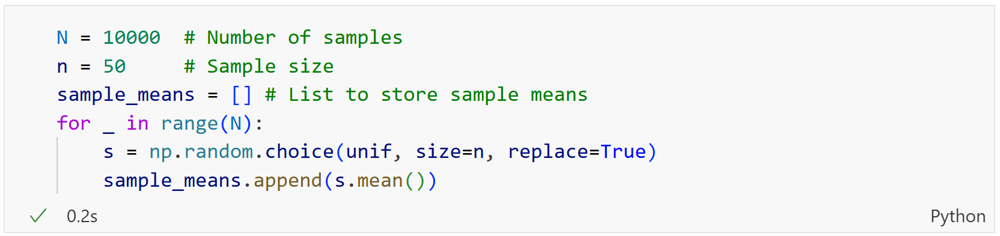 N = 10000  # Number of samples
n = 50     # Sample size
sample_means = [] # List to store sample means
for _ in range(N):
    s = np.random.choice(unif, size=n, replace=True)
    sample_means.append(s.mean())
✓ 0.2s Python